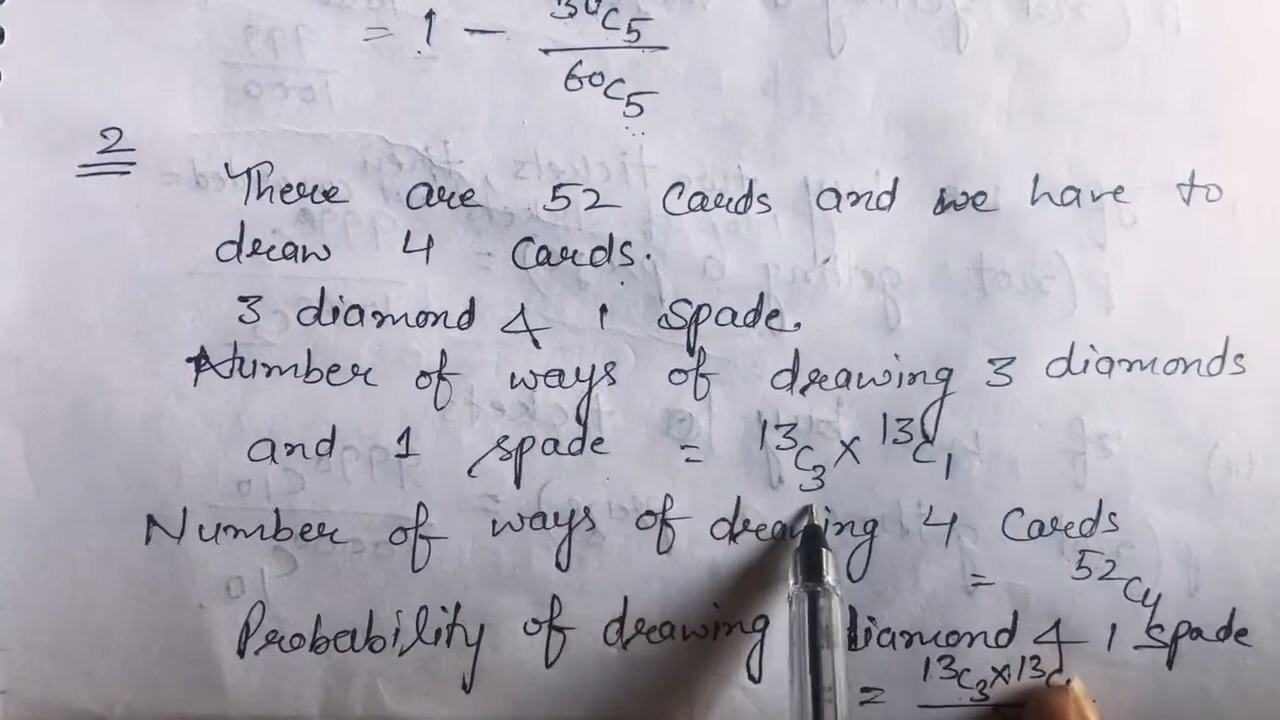 = 1 - 30C5
60C5
2
There are 52 cards and we have to
draw 4 cards.
3 diamond & 1 spade.
Number of ways of drawing 3 diamonds
and 1 spade = 13C3 × 13C1
Number of ways of drawing 4 cards
= 52C4
Probability of drawing diamond & 1 spade
= 13C3 × 13C